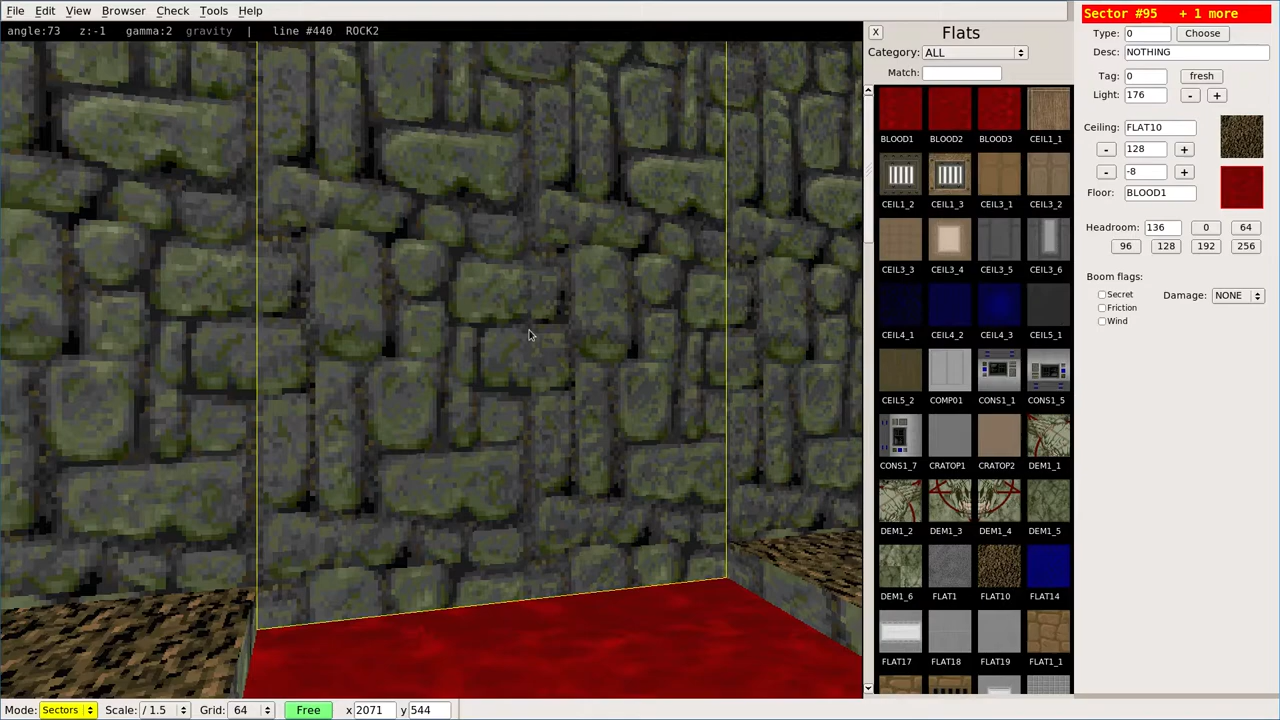 File Edit View Browser Check Tools Help
angle:73 z:-1 gamma:2 gravity | line #440 ROCK2
X Flats
Category: ALL
Match:
BLOOD1 BLOOD2 BLOOD3 CEIL1_1
CEIL1_2 CEIL1_3 CEIL3_1 CEIL3_2
CEIL3_3 CEIL3_4 CEIL3_5 CEIL3_6
CEIL4_1 CEIL4_2 CEIL4_3 CEIL5_1
CEIL5_2 COMP01 CONS1_1 CONS1_5
CONS1_7 CRATOP1 CRATOP2 DEM1_1
DEM1_2 DEM1_3 DEM1_4 DEM1_5
DEM1_6 FLAT1 FLAT10 FLAT14
FLAT17 FLAT18 FLAT19 FLAT1_1
Sector #95 + 1 more
Type: 0 Choose
Desc: NOTHING
Tag: 0 fresh
Light: 176 - +
Ceiling: FLAT10
- 128 +
- -8 +
Floor: BLOOD1
Headroom: 136 0 64
96 128 192 256
Boom flags:
Secret Damage: NONE
Friction
Wind
Mode: Sectors Scale: / 1.5 Grid: 64 Free x 2071 y 544